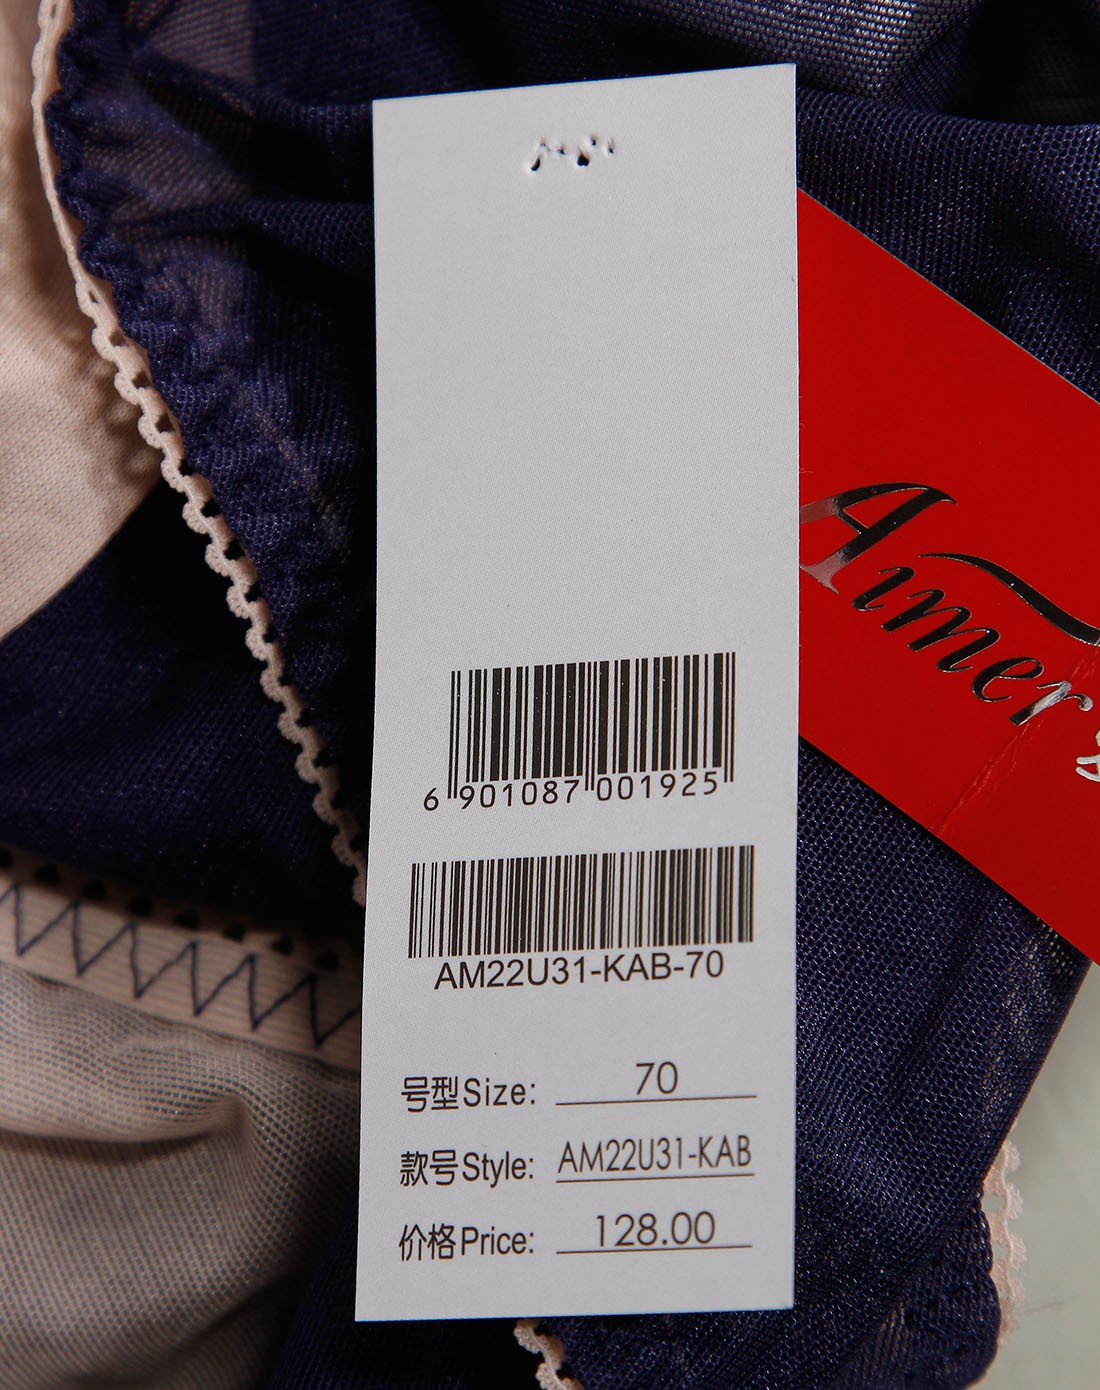 Aimer's
6 901087 001925
AM22U31-KAB-70
号型Size: 70
款号Style: AM22U31-KAB
价格Price: 128.00